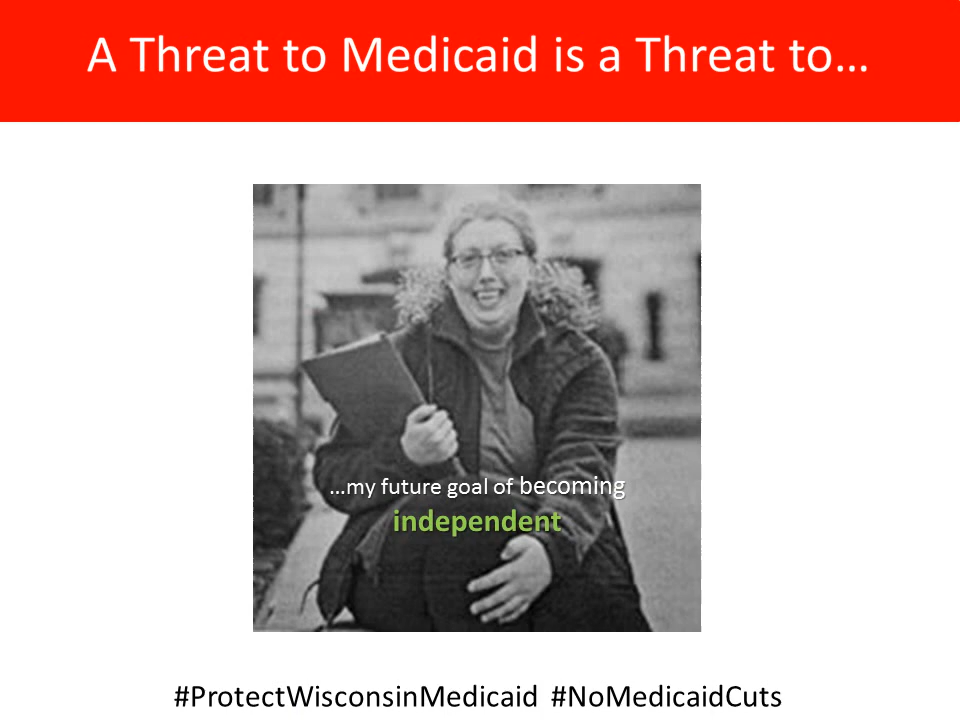 A Threat to Medicaid is a Threat to…
…my future goal of becoming
independent
#ProtectWisconsinMedicaid #NoMedicaidCuts